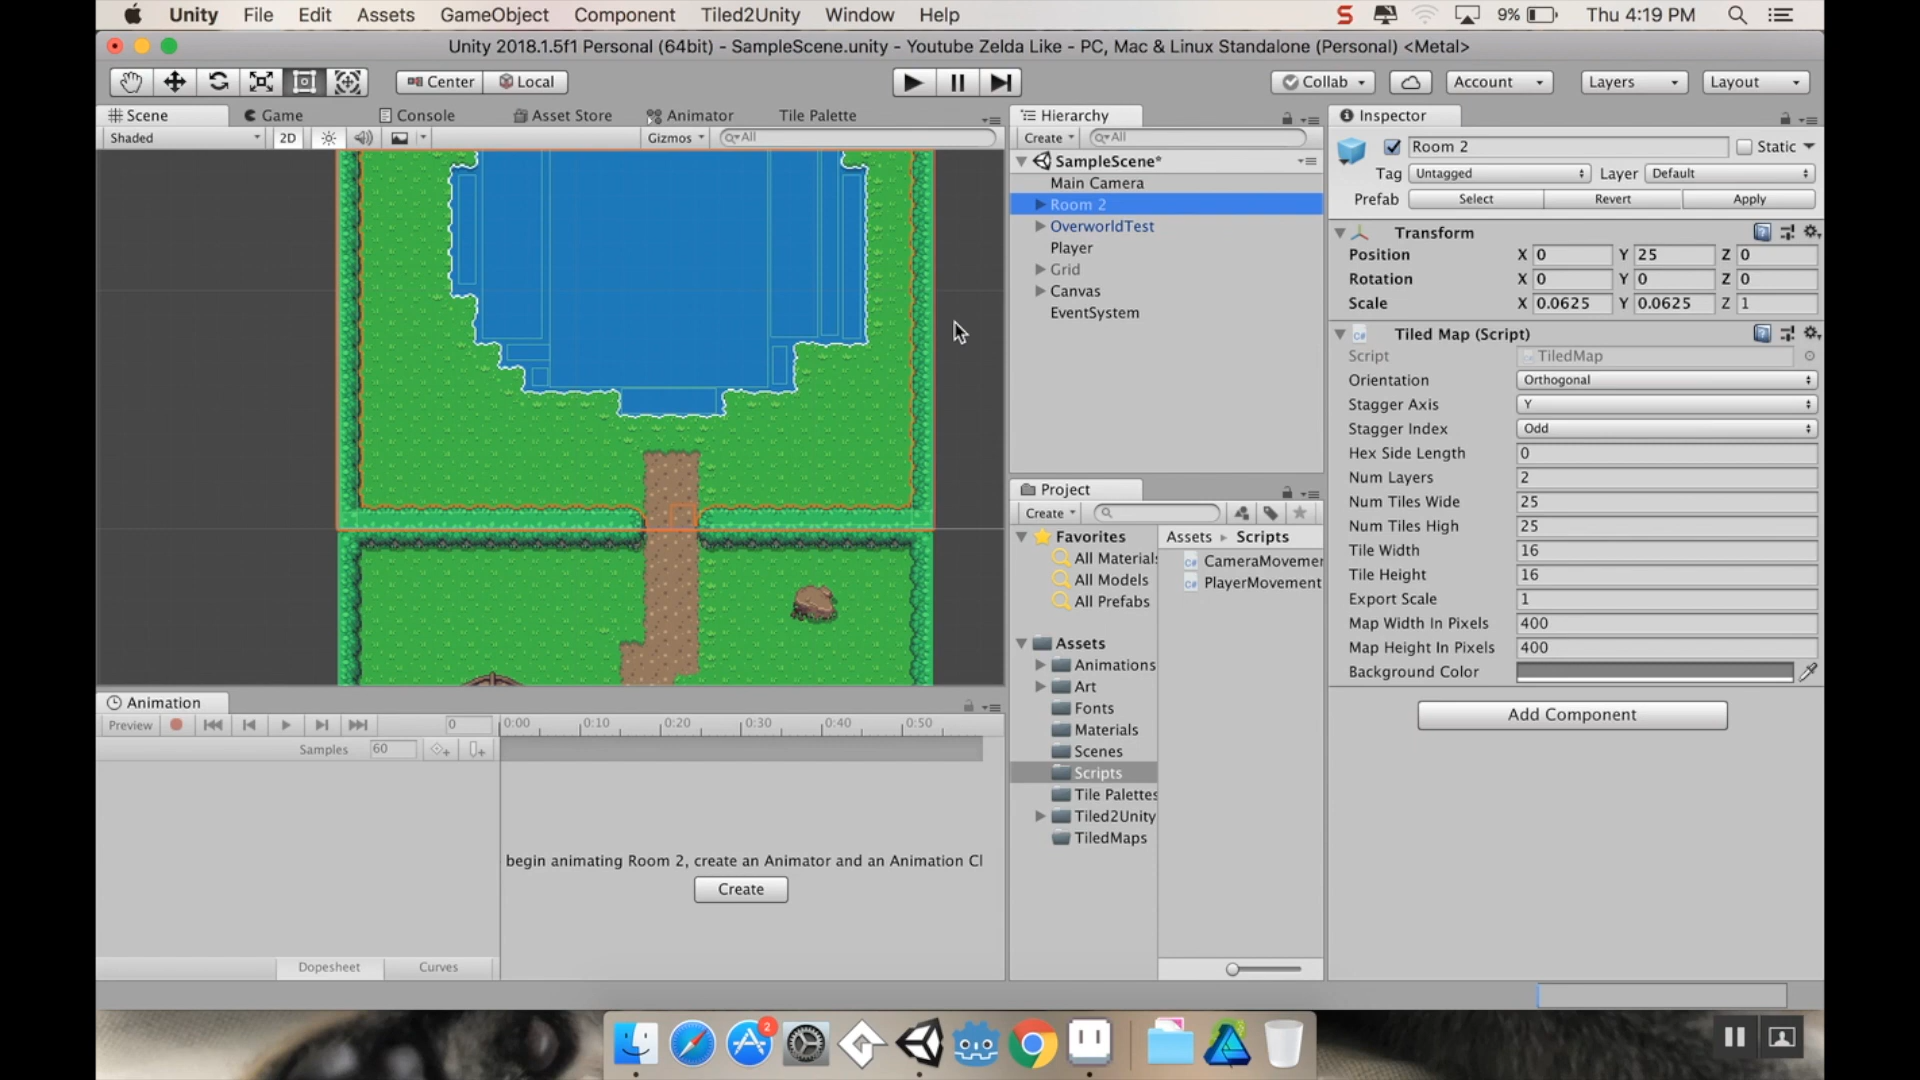 Unity File Edit Assets GameObject Component Tiled2Unity Window Help 9% Thu 4:19 PM
Unity 2018.1.5f1 Personal (64bit) - SampleScene.unity - Youtube Zelda Like - PC, Mac & Linux Standalone (Personal) <Metal>
Center Local Collab Account Layers Layout
Scene Game Console Asset Store Animator Tile Palette
Shaded 2D Gizmos All
Hierarchy
Create All
SampleScene*
Main Camera
Room 2
OverworldTest
Player
Grid
Canvas
EventSystem
Project
Create
Favorites
All Materials
All Models
All Prefabs
Assets
Animations
Art
Fonts
Materials
Scenes
Scripts
Tile Palettes
Tiled2Unity
TiledMaps
Assets Scripts
CameraMovemer
PlayerMovement
Inspector
Room 2 Static
Tag Untagged Layer Default
Prefab Select Revert Apply
Transform
Position X 0 Y 25 Z 0
Rotation X 0 Y 0 Z 0
Scale X 0.0625 Y 0.0625 Z 1
Tiled Map (Script)
Script TiledMap
Orientation Orthogonal
Stagger Axis Y
Stagger Index Odd
Hex Side Length 0
Num Layers 2
Num Tiles Wide 25
Num Tiles High 25
Tile Width 16
Tile Height 16
Export Scale 1
Map Width In Pixels 400
Map Height In Pixels 400
Background Color
Add Component
Animation
Preview 0 0:00 0:10 0:20 0:30 0:40 0:50
Samples 60
begin animating Room 2, create an Animator and an Animation Cl
Create
Dopesheet Curves
2